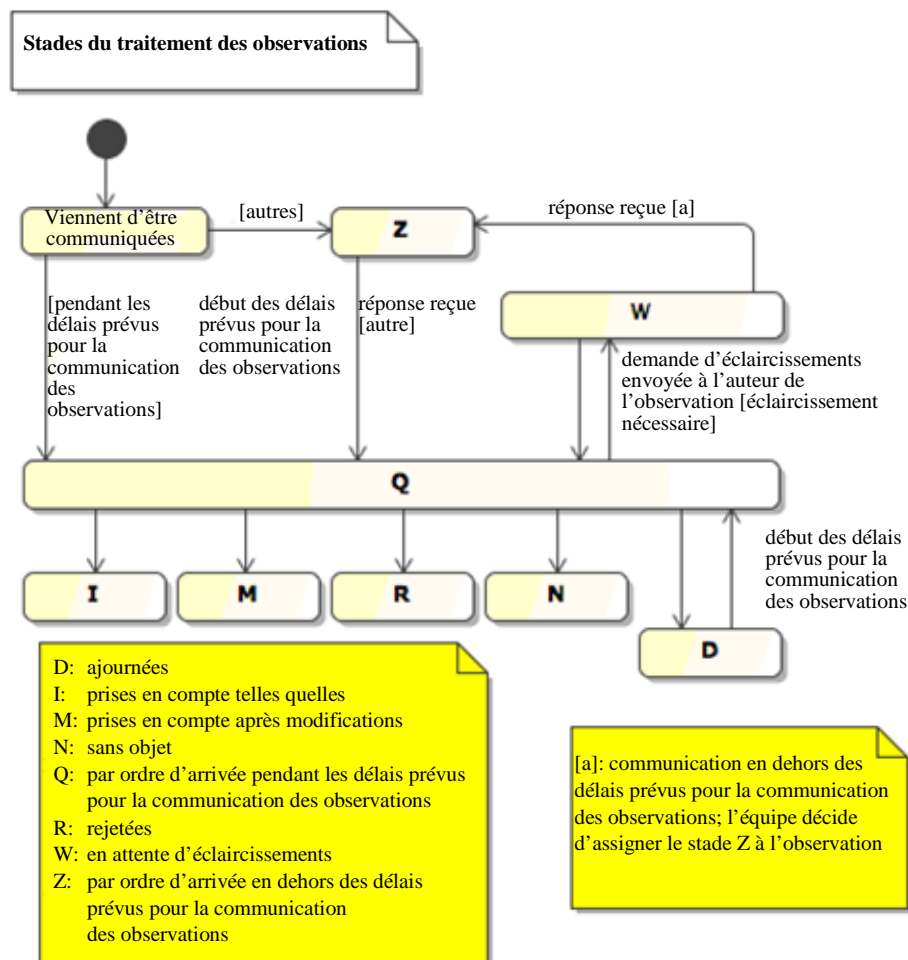 Stades du traitement des observations
Viennent d'être
communiquées
[autres]
Z
réponse reçue [a]
[pendant les
délais prévus
pour la
communication
des
observations]
début des délais
prévus pour la
communication
des observations
réponse reçue
[autre]
W
demande d'éclaircissements
envoyée à l'auteur de
l'observation [éclaircissement
nécessaire]
Q
début des délais
prévus pour la
communication
des observations
I
M
R
N
D
D: ajournées
I: prises en compte telles quelles
M: prises en compte après modifications
N: sans objet
Q: par ordre d'arrivée pendant les délais prévus
pour la communication des observations
R: rejetées
W: en attente d'éclaircissements
Z: par ordre d'arrivée en dehors des délais
prévus pour la communication
des observations
[a]: communication en dehors des
délais prévus pour la communication
des observations; l'équipe décide
d'assigner le stade Z à l'observation